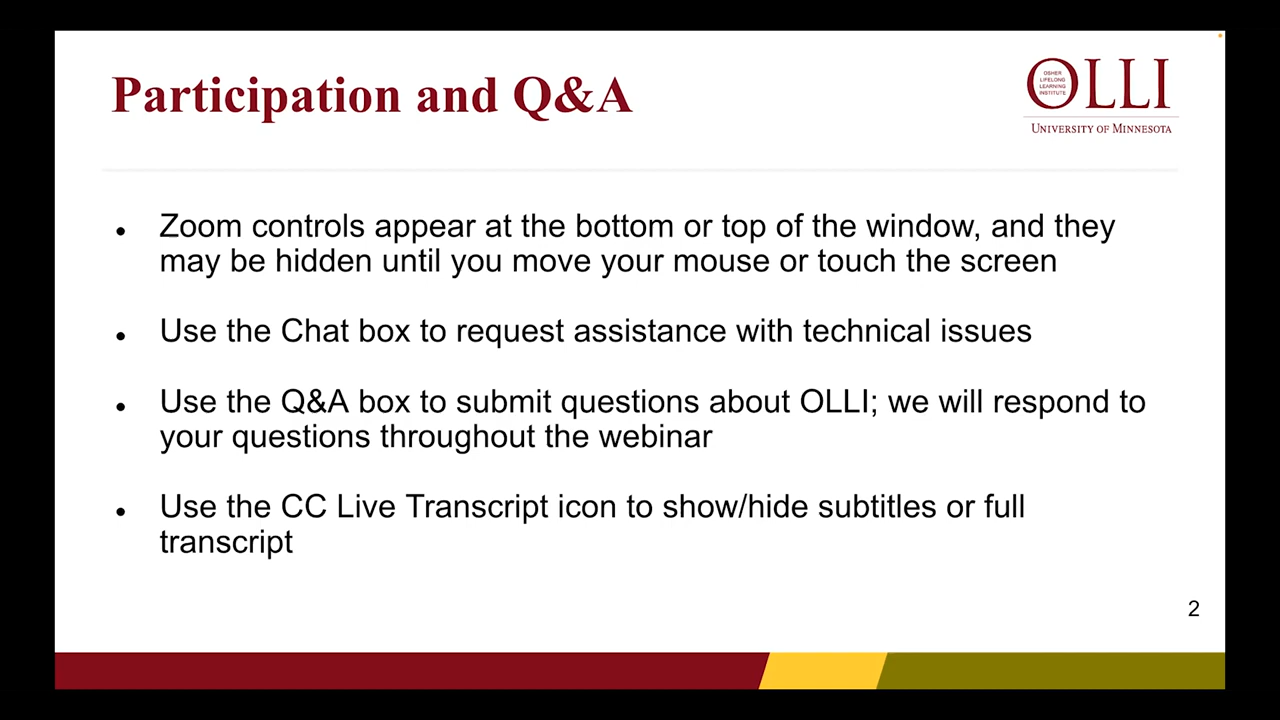 Participation and Q&A
OLLI
OSHER
LIFELONG
LEARNING
INSTITUTE
UNIVERSITY OF MINNESOTA
• Zoom controls appear at the bottom or top of the window, and they
may be hidden until you move your mouse or touch the screen
• Use the Chat box to request assistance with technical issues
• Use the Q&A box to submit questions about OLLI; we will respond to
your questions throughout the webinar
• Use the CC Live Transcript icon to show/hide subtitles or full
transcript
2